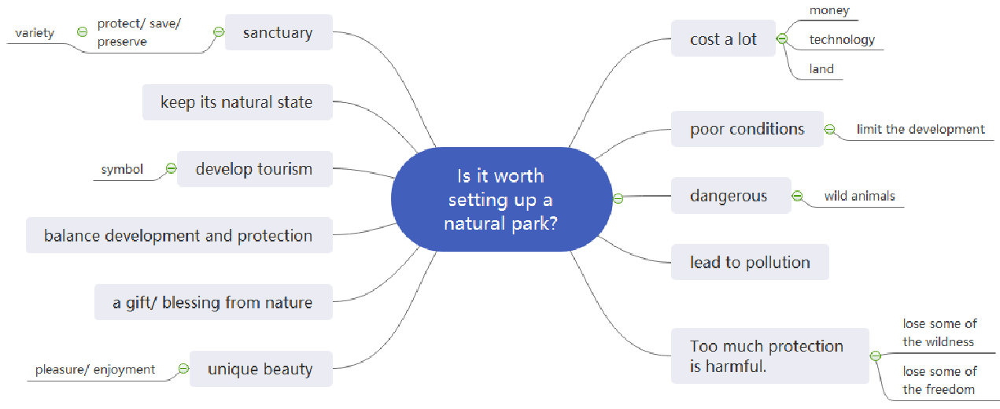 Is it worth
setting up a
natural park?
sanctuary
protect/ save/
preserve
variety
keep its natural state
develop tourism
symbol
balance development and protection
a gift/ blessing from nature
unique beauty
pleasure/ enjoyment
cost a lot
money
technology
land
poor conditions
limit the development
dangerous
wild animals
lead to pollution
Too much protection
is harmful.
lose some of
the wildness
lose some of
the freedom